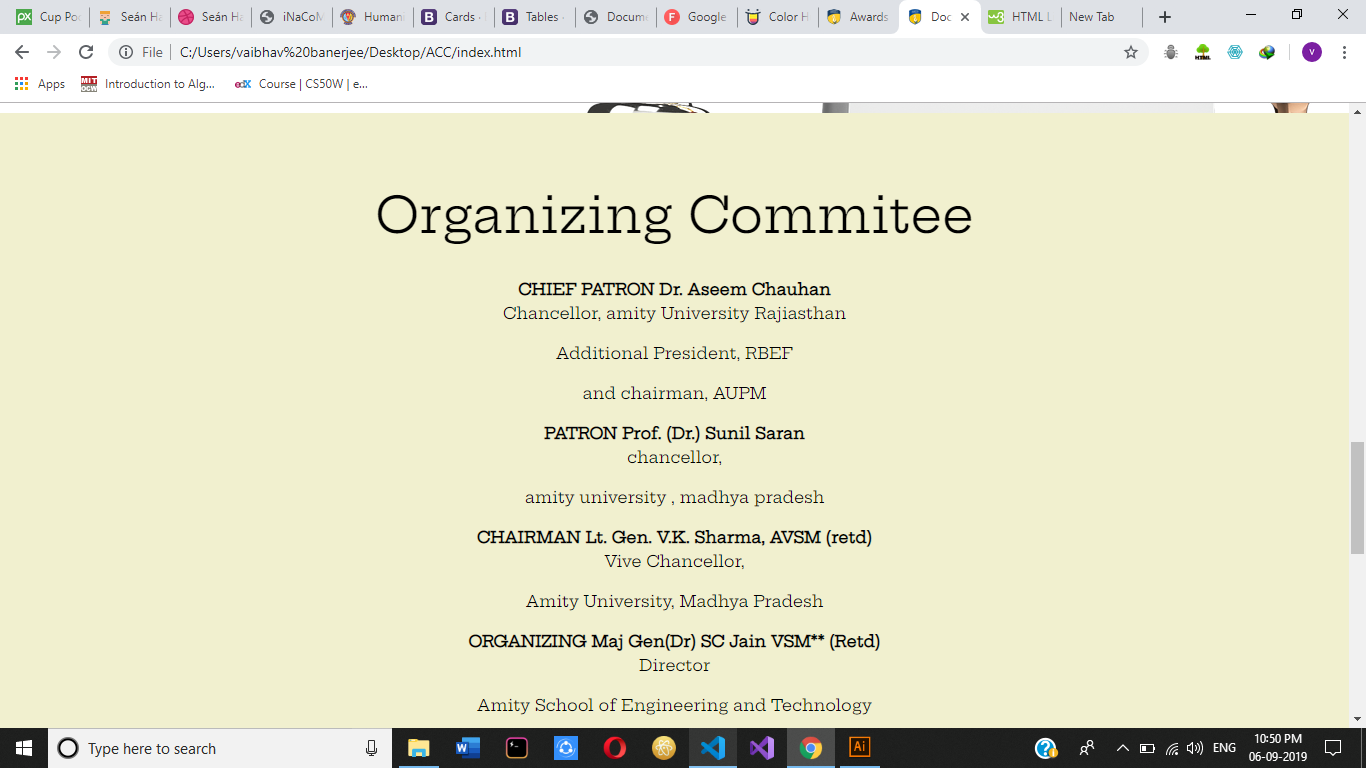 Cup Po
Seán Ha
Seán Ha
iNaCoM
Human
Cards ·
Tables ·
Docume
Google
Color H
Awards
Doc
HTML L
New Tab
File
C:/Users/vaibhav%20banerjee/Desktop/ACC/index.html
V
Apps
MIT OCW Introduction to Alg...
edX Course | CS50W | e...
Organizing Commitee
CHIEF PATRON Dr. Aseem Chauhan
Chancellor, amity University Rajiasthan
Additional President, RBEF
and chairman, AUPM
PATRON Prof. (Dr.) Sunil Saran
chancellor,
amity university , madhya pradesh
CHAIRMAN Lt. Gen. V.K. Sharma, AVSM (retd)
Vive Chancellor,
Amity University, Madhya Pradesh
ORGANIZING Maj Gen(Dr) SC Jain VSM** (Retd)
Director
Amity School of Engineering and Technology
Type here to search
ENG
10:50 PM
06-09-2019